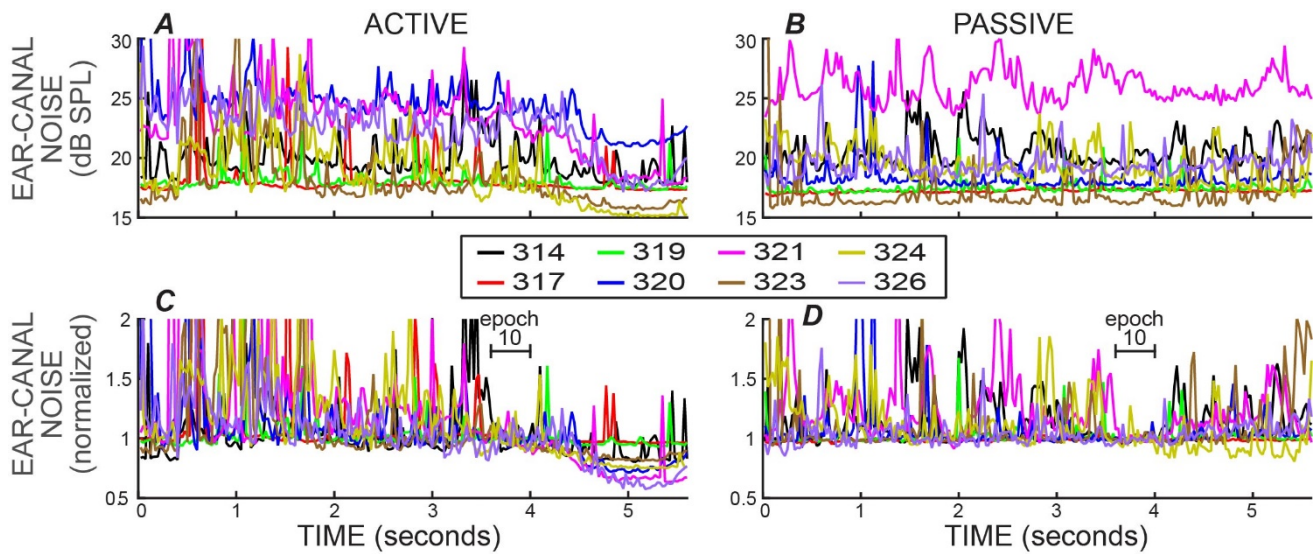 A ACTIVE
B PASSIVE
EAR-CANAL
NOISE
(dB SPL)
30
25
20
15
30
25
20
15
314 319 321 324
317 320 323 326
C
D
EAR-CANAL
NOISE
(normalized)
2
1.5
1
0.5
epoch
10
2
1.5
1
0.5
epoch
10
0 1 2 3 4 5
0 1 2 3 4 5
TIME (seconds)
TIME (seconds)